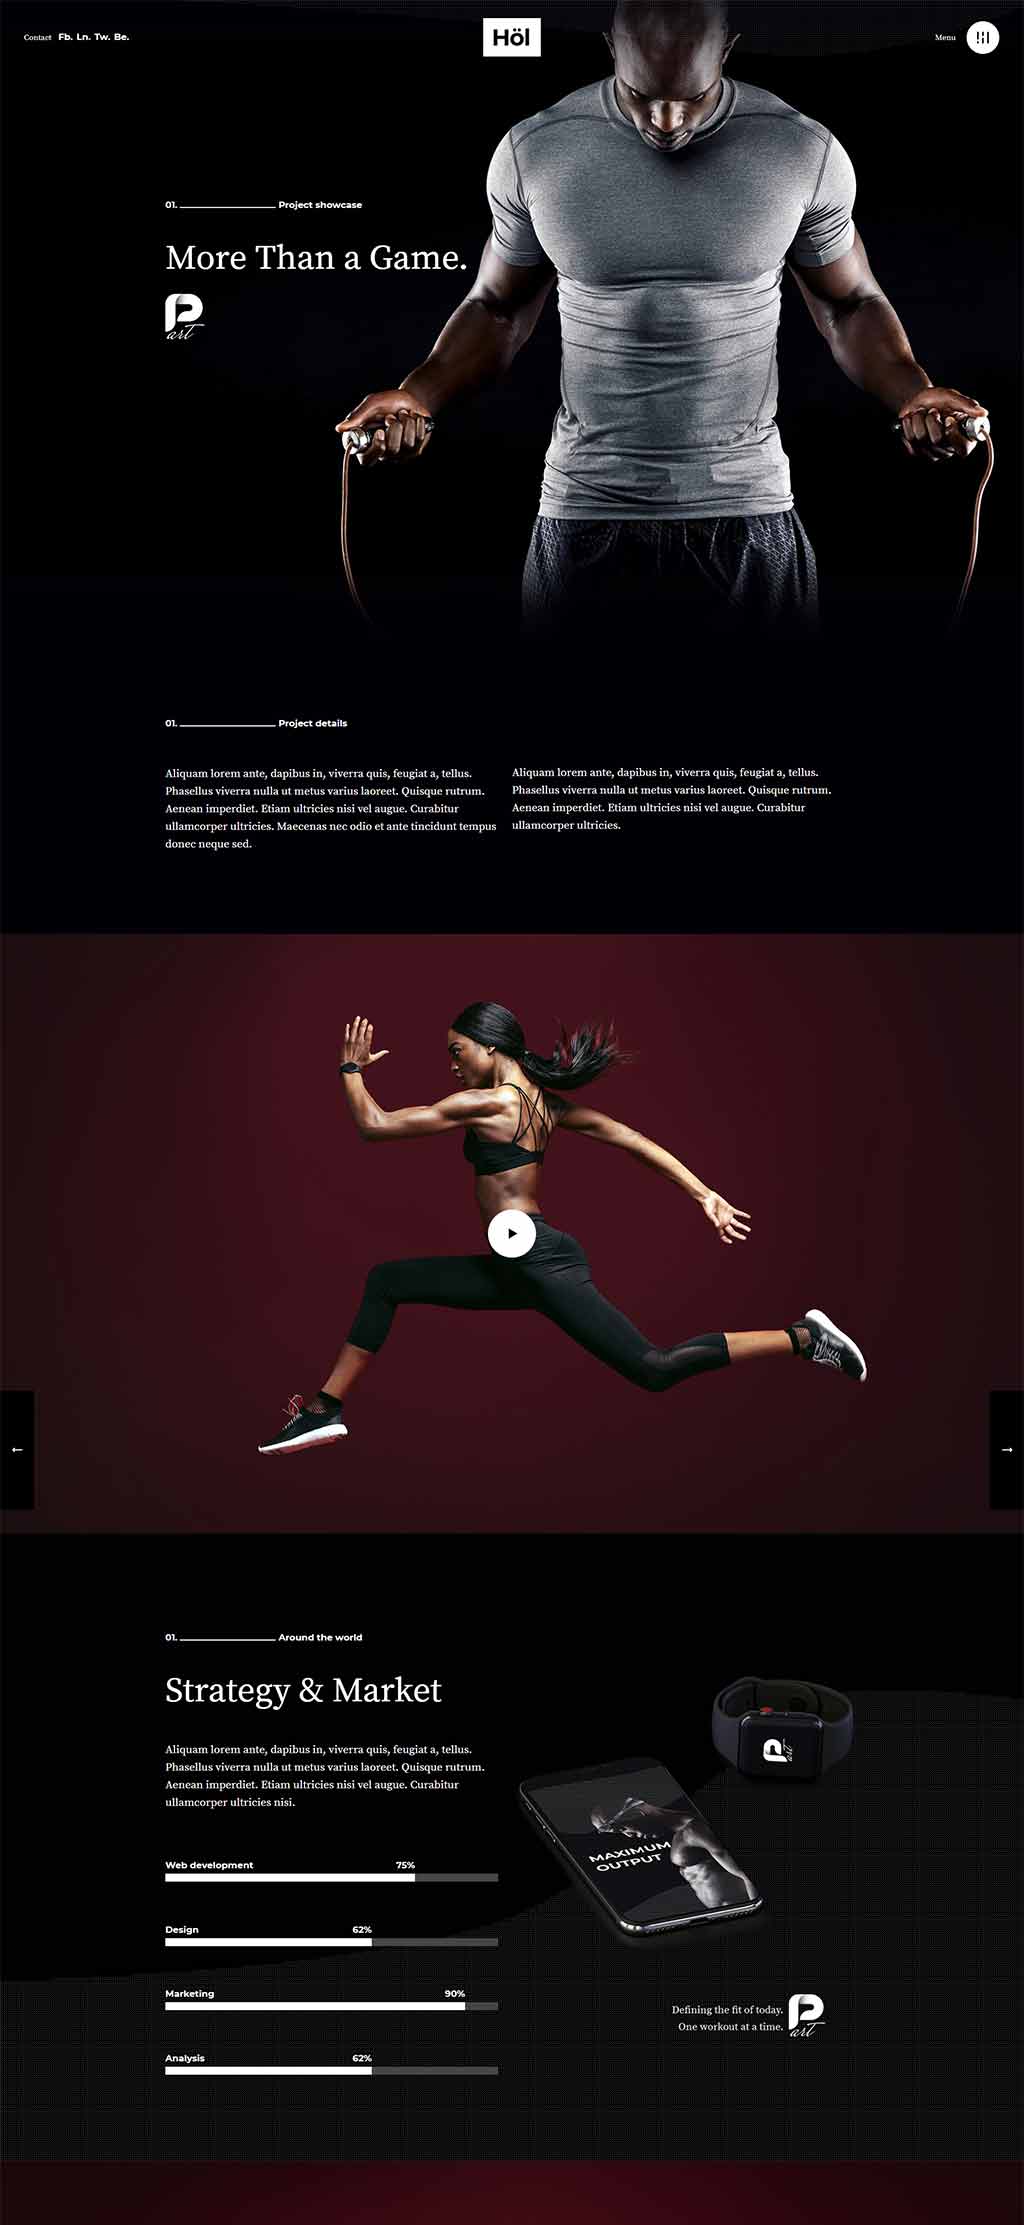 Contact Fb. Ln. Tw. Be.
Höl
Menu
01. Project showcase
More Than a Game.
P art
01. Project details
Aliquam lorem ante, dapibus in, viverra quis, feugiat a, tellus.
Phasellus viverra nulla ut metus varius laoreet. Quisque rutrum.
Aenean imperdiet. Etiam ultricies nisi vel augue. Curabitur
ullamcorper ultricies. Maecenas nec odio et ante tincidunt tempus
donec neque sed.
Aliquam lorem ante, dapibus in, viverra quis, feugiat a, tellus.
Phasellus viverra nulla ut metus varius laoreet. Quisque rutrum.
Aenean imperdiet. Etiam ultricies nisi vel augue. Curabitur
ullamcorper ultricies.
←
→
01. Around the world
Strategy & Market
Aliquam lorem ante, dapibus in, viverra quis, feugiat a, tellus.
Phasellus viverra nulla ut metus varius laoreet. Quisque rutrum.
Aenean imperdiet. Etiam ultricies nisi vel augue. Curabitur
ullamcorper ultricies nisi.
Web development 75%
Design 62%
Marketing 90%
Analysis 62%
P art
MAXIMUM
OUTPUT
Defining the fit of today.
One workout at a time.
P art